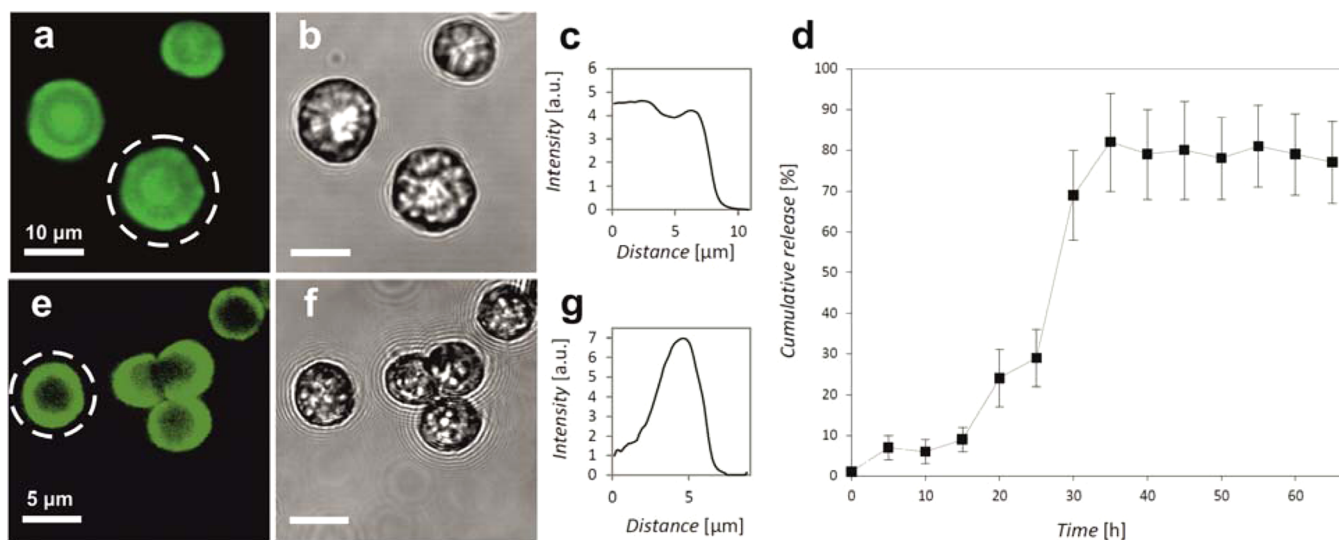 a
10 µm
b
c
Intensity [a.u.]
6
5
4
3
2
1
0
0 5 10
Distance [µm]
d
Cumulative release [%]
100
90
80
70
60
50
40
30
20
10
0
0 10 20 30 40 50 60
Time [h]
e
5 µm
f
g
Intensity [a.u.]
7
6
5
4
3
2
1
0
0 5
Distance [µm]